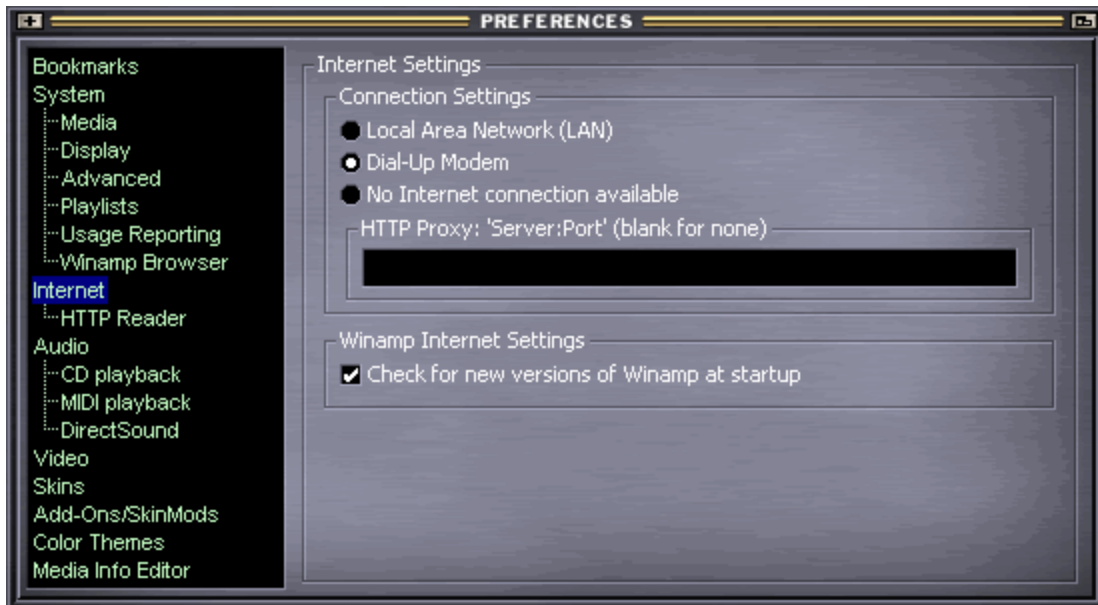 PREFERENCES
Bookmarks
System
Media
Display
Advanced
Playlists
Usage Reporting
Winamp Browser
Internet
HTTP Reader
Audio
CD playback
MIDI playback
DirectSound
Video
Skins
Add-Ons/SkinMods
Color Themes
Media Info Editor
Internet Settings
Connection Settings
Local Area Network (LAN)
Dial-Up Modem
No Internet connection available
HTTP Proxy: 'Server:Port' (blank for none)
Winamp Internet Settings
Check for new versions of Winamp at startup